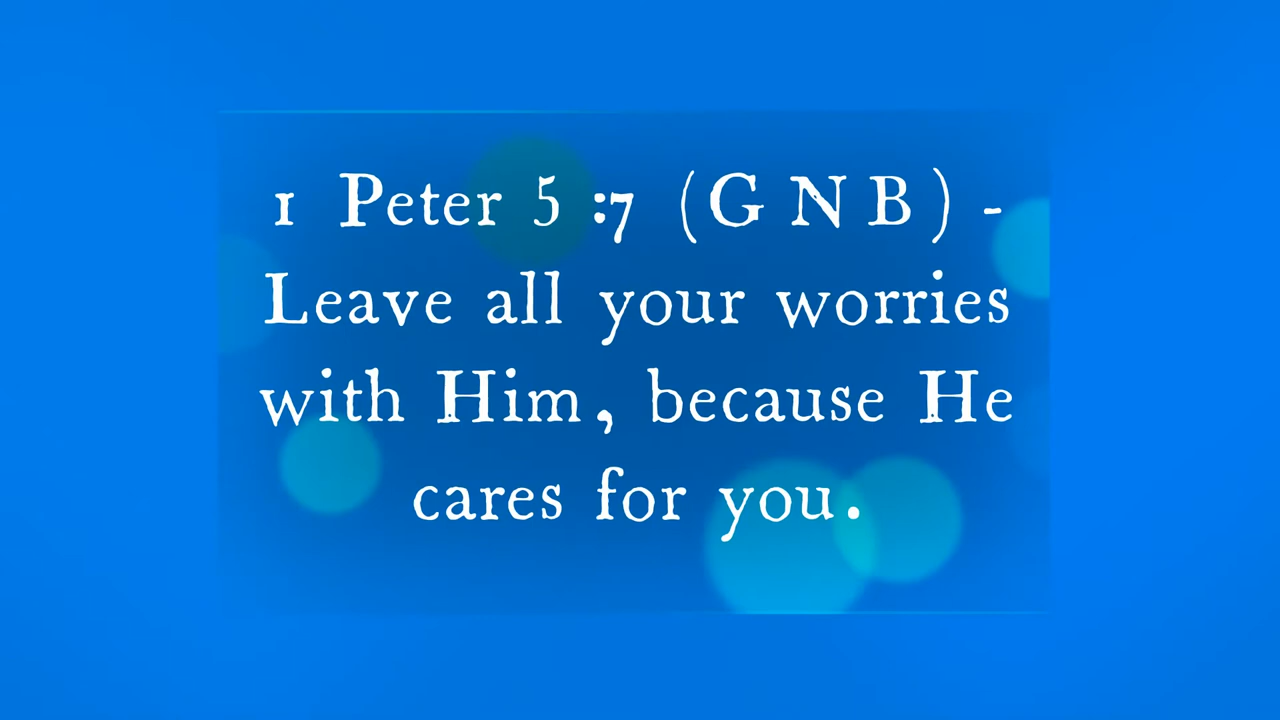 1 Peter 5 :7 (G N B) -
Leave all your worries
with Him, because He
cares for you.